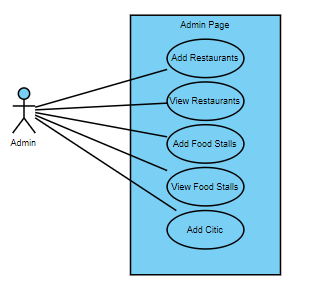 Admin Page
Add Restaurants
View Restaurants
Add Food Stalls
View Food Stalls
Add Citic
Admin